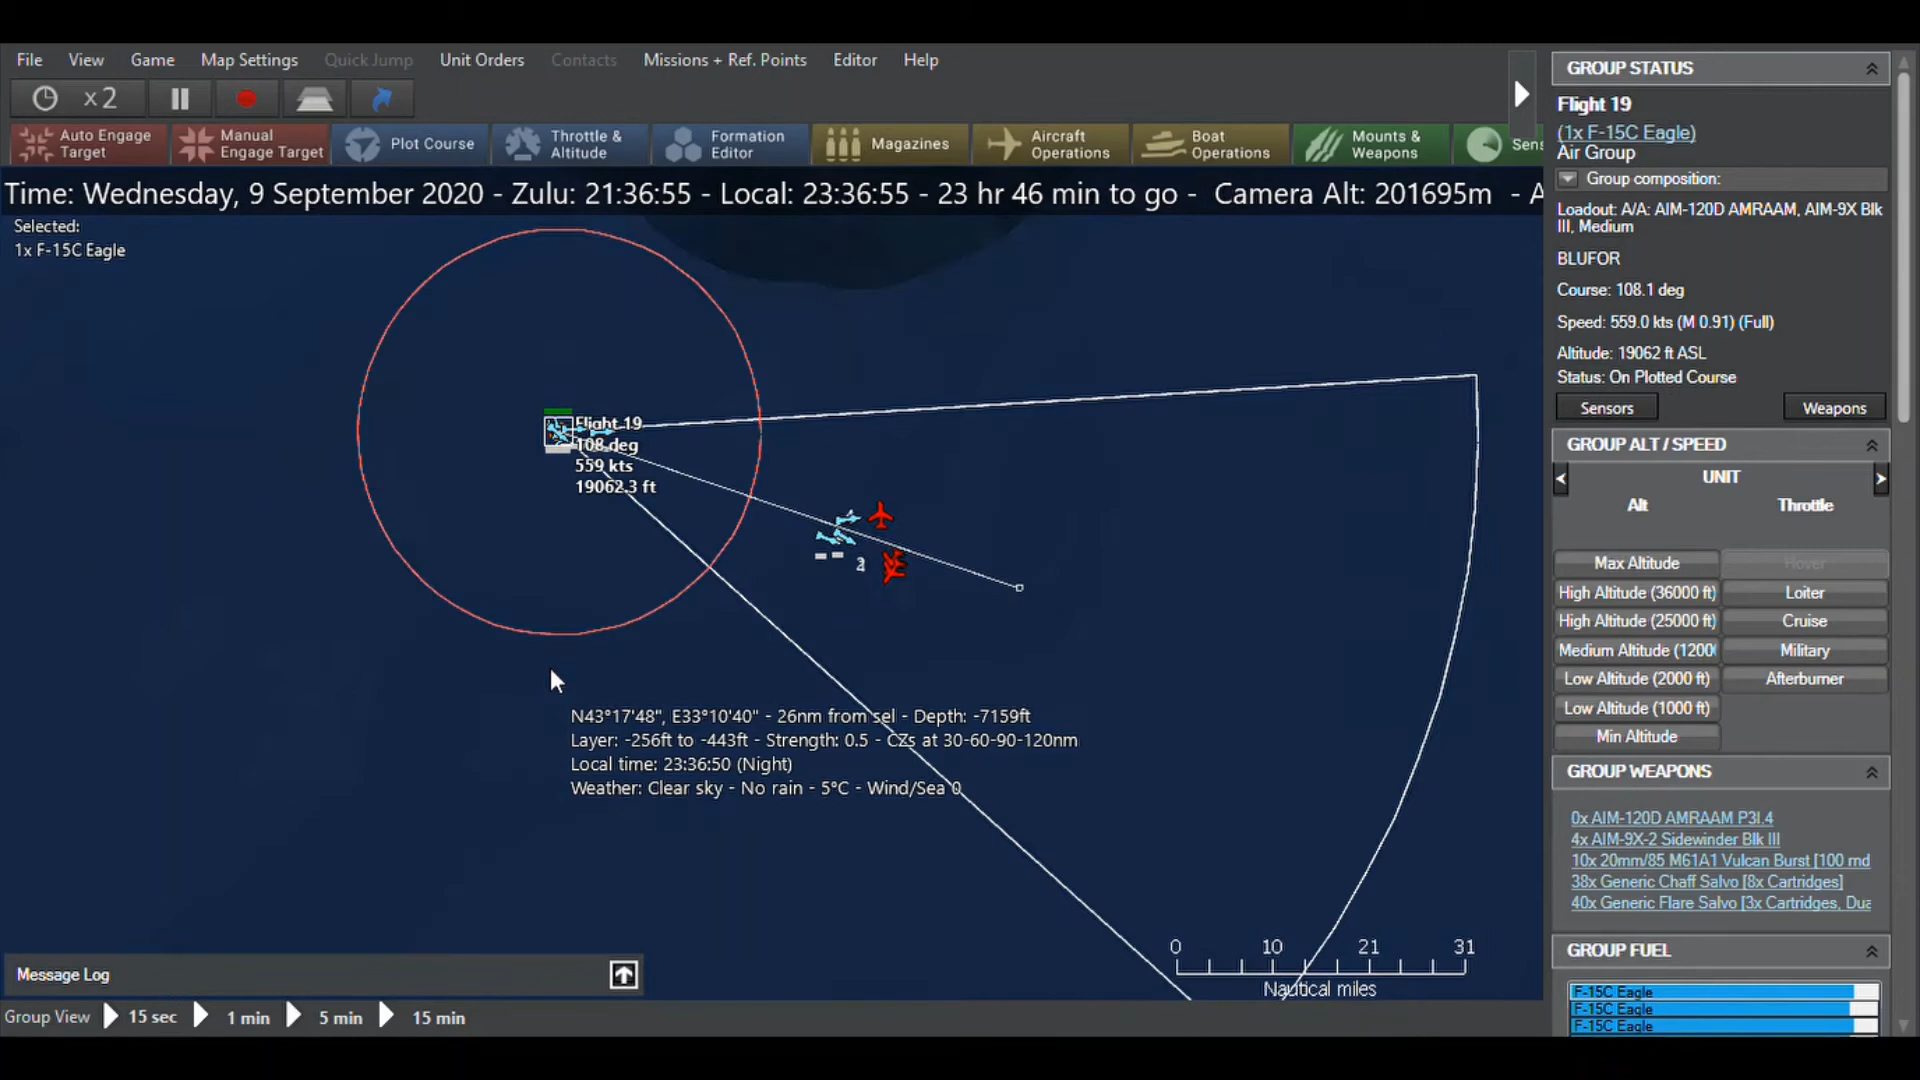 File View Game Map Settings Quick Jump Unit Orders Contacts Missions + Ref. Points Editor Help
x 2
Auto Engage Target
Manual Engage Target
Plot Course
Throttle & Altitude
Formation Editor
Magazines
Aircraft Operations
Boat Operations
Mounts & Weapons
Sens
Time: Wednesday, 9 September 2020 - Zulu: 21:36:55 - Local: 23:36:55 - 23 hr 46 min to go - Camera Alt: 201695m - A
Selected:
1x F-15C Eagle
Flight 19
108 deg
559 kts
19062.3 ft
N43°17'48", E33°10'40" - 26nm from sel - Depth: -7159ft
Layer: -256ft to -443ft - Strength: 0.5 - CZs at 30-60-90-120nm
Local time: 23:36:50 (Night)
Weather: Clear sky - No rain - 5°C - Wind/Sea 0
0 10 21 31
Nautical miles
Message Log
Group View 15 sec 1 min 5 min 15 min
GROUP STATUS
Flight 19
(1x F-15C Eagle)
Air Group
Group composition:
Loadout: A/A: AIM-120D AMRAAM, AIM-9X Blk
III, Medium
BLUFOR
Course: 108.1 deg
Speed: 559.0 kts (M 0.91) (Full)
Altitude: 19062 ft ASL
Status: On Plotted Course
Sensors Weapons
GROUP ALT / SPEED
UNIT
Alt Throttle
Max Altitude Hover
High Altitude (36000 ft) Loiter
High Altitude (25000 ft) Cruise
Medium Altitude (1200 Military
Low Altitude (2000 ft) Afterburner
Low Altitude (1000 ft)
Min Altitude
GROUP WEAPONS
0x AIM-120D AMRAAM P3I.4
4x AIM-9X-2 Sidewinder Blk III
10x 20mm/85 M61A1 Vulcan Burst [100 rnd
38x Generic Chaff Salvo [8x Cartridges]
40x Generic Flare Salvo [3x Cartridges, Dua
GROUP FUEL
F-15C Eagle
F-15C Eagle
F-15C Eagle